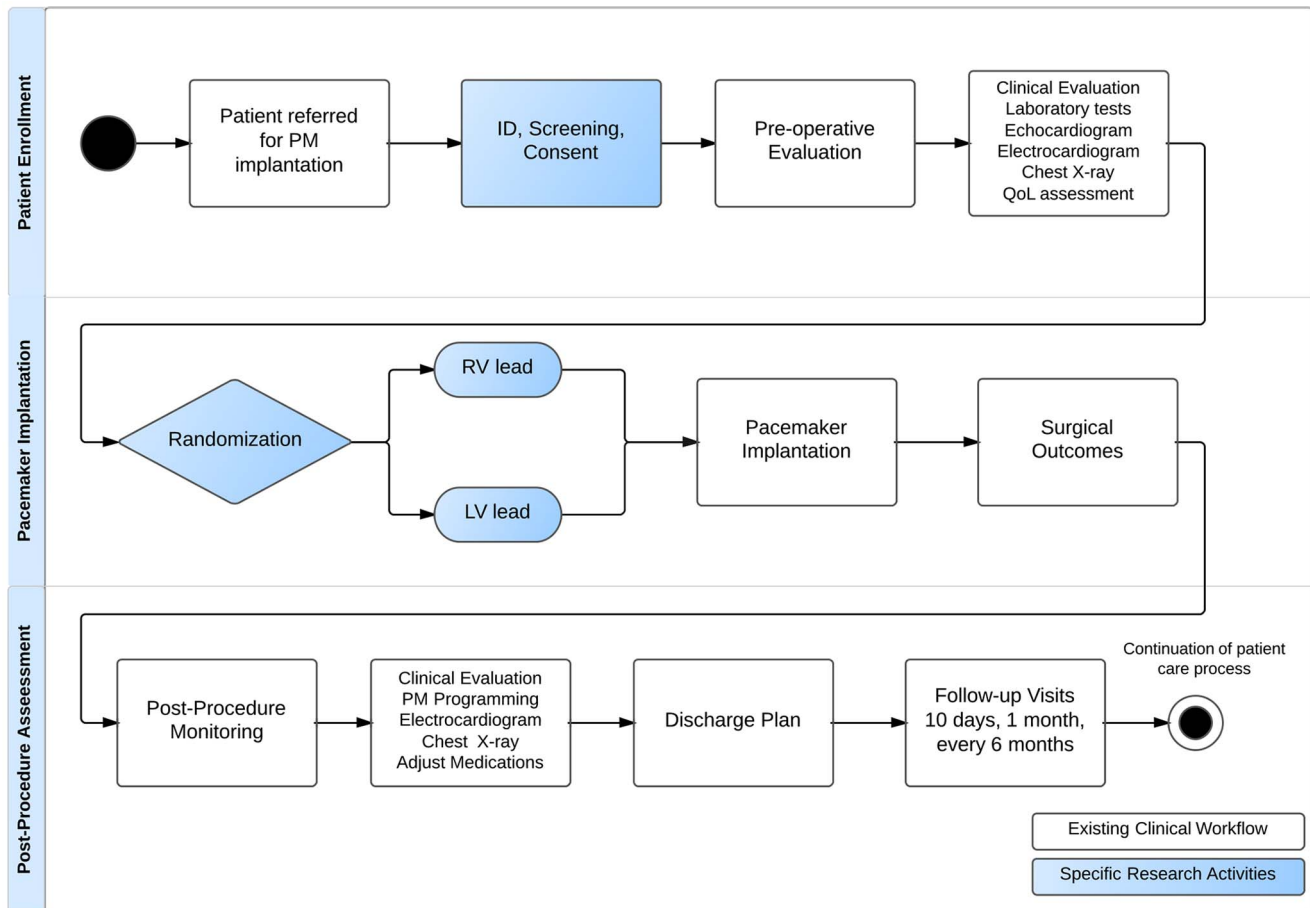 Patient Enrollment
Patient referred
for PM
implantation
ID, Screening,
Consent
Pre-operative
Evaluation
Clinical Evaluation
Laboratory tests
Echocardiogram
Electrocardiogram
Chest X-ray
QoL assessment
Pacemaker Implantation
Randomization
RV lead
LV lead
Pacemaker
Implantation
Surgical
Outcomes
Post-Procedure Assessment
Post-Procedure
Monitoring
Clinical Evaluation
PM Programming
Electrocardiogram
Chest X-ray
Adjust Medications
Discharge Plan
Follow-up Visits
10 days, 1 month,
every 6 months
Continuation of patient
care process
Existing Clinical Workflow
Specific Research Activities